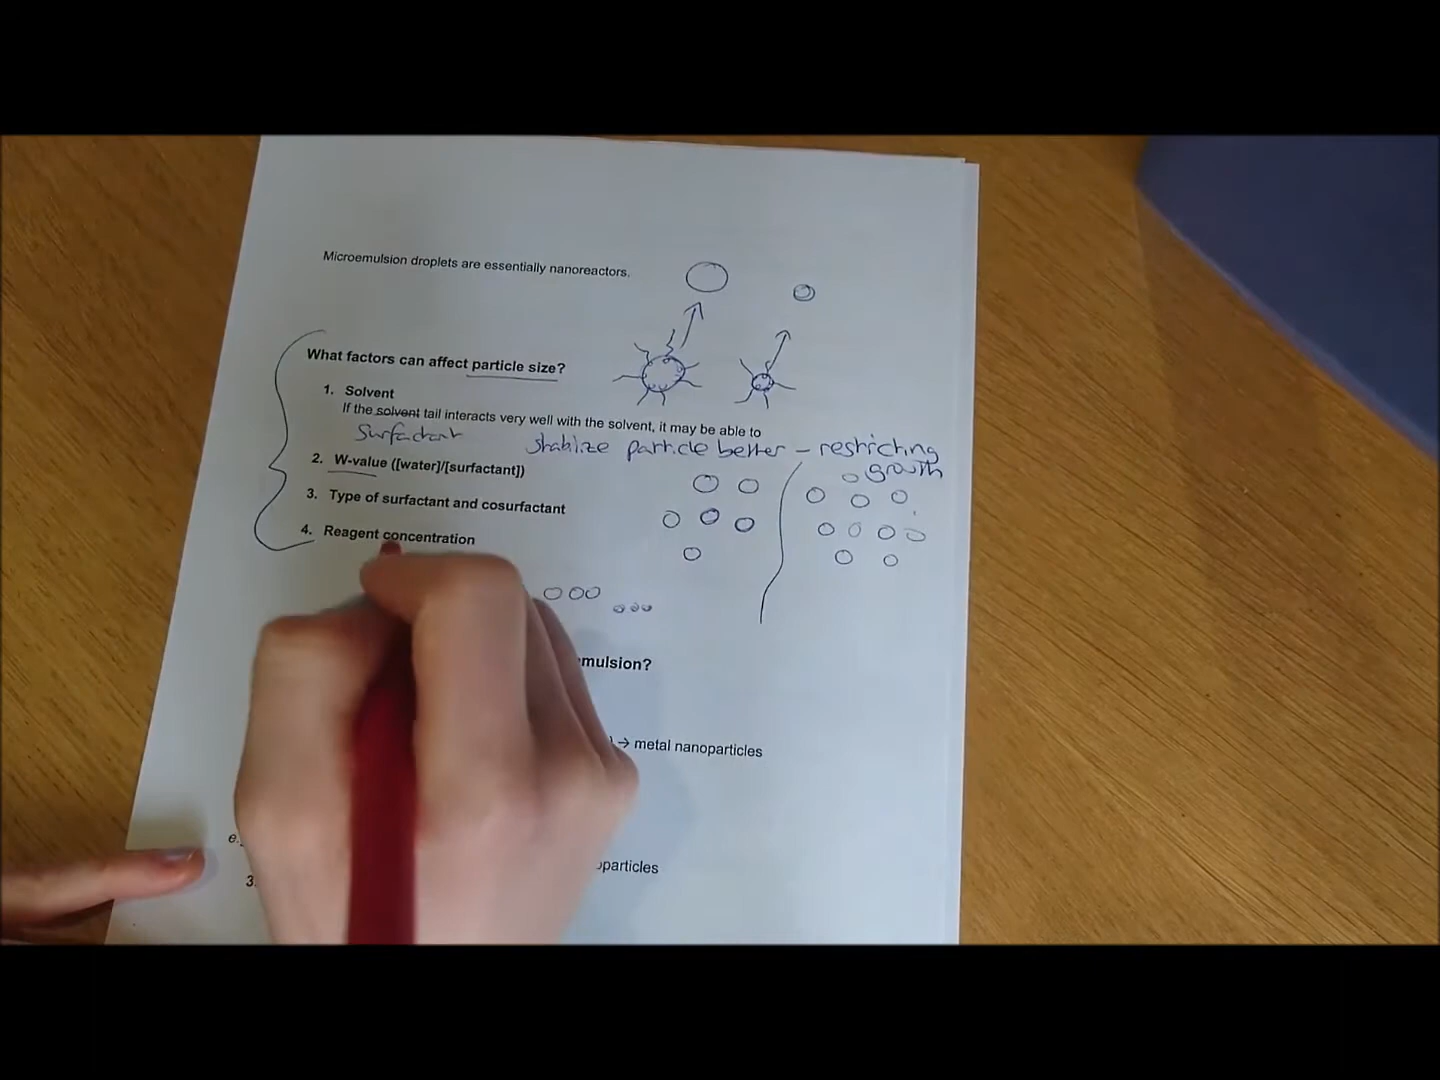 Microemulsion droplets are essentially nanoreactors.
What factors can affect particle size?
1. Solvent
If the solvent tail interacts very well with the solvent, it may be able to
Surfactant stabilize particle better – restricting
growth
2. W-value ([water]/[surfactant])
3. Type of surfactant and cosurfactant
4. Reagent concentration
mulsion?
→ metal nanoparticles
e.
particles
3.